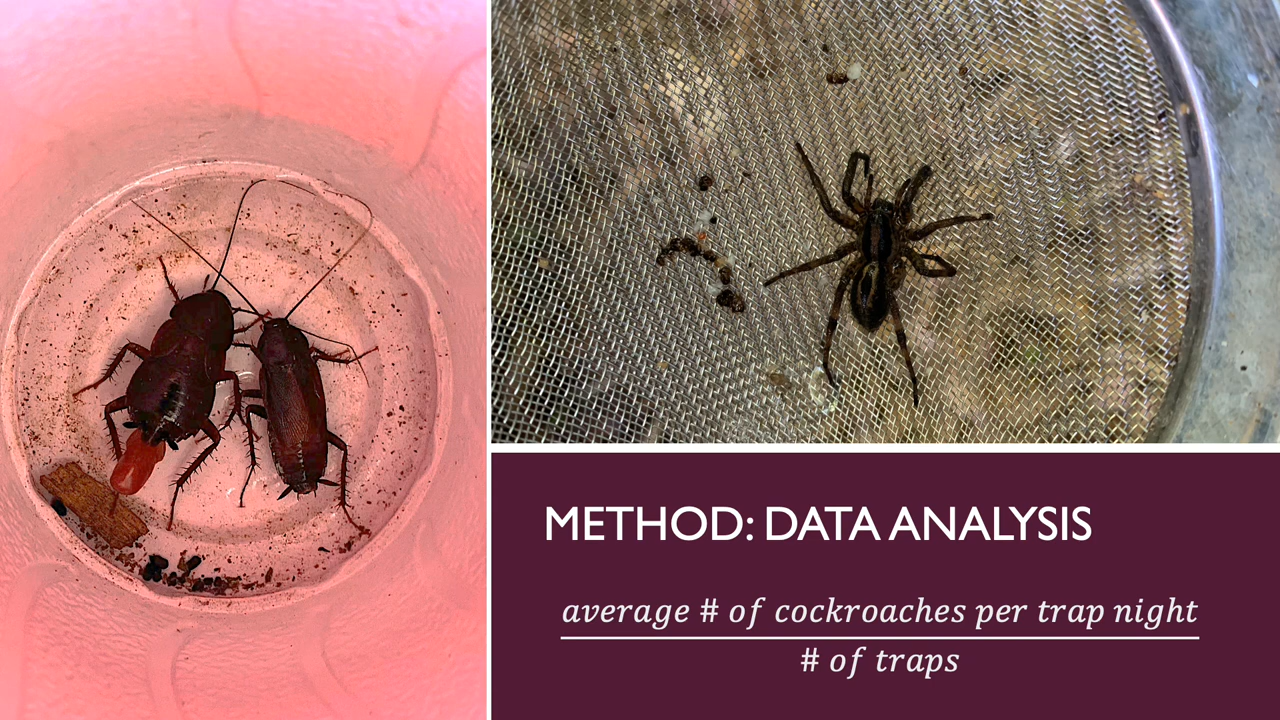 METHOD: DATA ANALYSIS
average # of cockroaches per trap night
# of traps